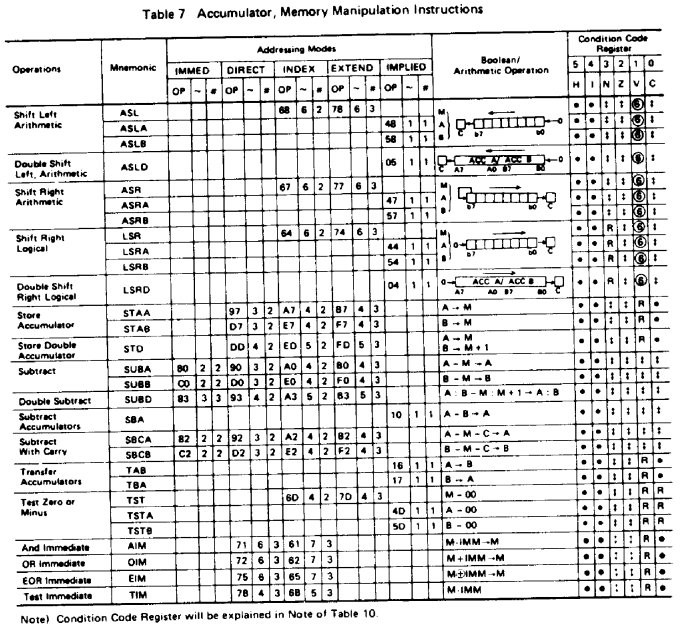 Table 7 Accumulator, Memory Manipulation Instructions
Operations Mnemonic Addressing Modes Boolean/ Arithmetic Operation Condition Code Register
IMMED DIRECT INDEX EXTEND IMPLIED 5 4 3 2 1 0
OP ~ # OP ~ # OP ~ # OP ~ # OP ~ # H I N Z V C
Shift Left Arithmetic ASL 68 6 2 78 6 3 M • • ↕ ↕ ⑥ ↕
ASLA 48 1 1 A C b7 b0 0 • • ↕ ↕ ⑥ ↕
ASLB 58 1 1 B • • ↕ ↕ ⑥ ↕
Double Shift Left, Arithmetic ASLD 05 1 1 ACC A/ ACC B 0 C A7 A0 B7 B0 • • ↕ ↕ ⑥ ↕
Shift Right Arithmetic ASR 67 6 2 77 6 3 M • • ↕ ↕ ⑥ ↕
ASRA 47 1 1 A b7 b0 C • • ↕ ↕ ⑥ ↕
ASRB 57 1 1 B • • ↕ ↕ ⑥ ↕
Shift Right Logical LSR 64 6 2 74 6 3 M • • R ↕ ⑥ ↕
LSRA 44 1 1 A 0 b7 b0 C • • R ↕ ⑥ ↕
LSRB 54 1 1 B • • R ↕ ⑥ ↕
Double Shift Right Logical LSRD 04 1 1 0 ACC A/ ACC B A7 A0 B7 B0 C • • R ↕ ⑥ ↕
Store Accumulator STAA 97 3 2 A7 4 2 B7 4 3 A → M • • ↕ ↕ R •
STAB D7 3 2 E7 4 2 F7 4 3 B → M • • ↕ ↕ R •
Store Double Accumulator STD DD 4 2 ED 5 2 FD 5 3 A → M B → M + 1 • • ↕ ↕ R •
Subtract SUBA 80 2 2 90 3 2 A0 4 2 B0 4 3 A – M → A • • ↕ ↕ ↕ ↕
SUBB C0 2 2 D0 3 2 E0 4 2 F0 4 3 B – M → B • • ↕ ↕ ↕ ↕
Double Subtract SUBD 83 3 3 93 4 2 A3 5 2 B3 5 3 A : B – M : M + 1 → A : B • • ↕ ↕ ↕ ↕
Subtract Accumulators SBA 10 1 1 A – B → A • • ↕ ↕ ↕ ↕
Subtract With Carry SBCA 82 2 2 92 3 2 A2 4 2 B2 4 3 A – M – C → A • • ↕ ↕ ↕ ↕
SBCB C2 2 2 D2 3 2 E2 4 2 F2 4 3 B – M – C → B • • ↕ ↕ ↕ ↕
Transfer Accumulators TAB 16 1 1 A → B • • ↕ ↕ R •
TBA 17 1 1 B → A • • ↕ ↕ R •
Test Zero or Minus TST 6D 4 2 7D 4 3 M – 00 • • ↕ ↕ R R
TSTA 4D 1 1 A – 00 • • ↕ ↕ R R
TSTB 5D 1 1 B – 00 • • ↕ ↕ R R
And Immediate AIM 71 6 3 61 7 3 M·IMM→M • • ↕ ↕ R •
OR Immediate OIM 72 6 3 62 7 3 M+IMM→M • • ↕ ↕ R •
EOR Immediate EIM 75 6 3 65 7 3 M⊕IMM→M • • ↕ ↕ R •
Test Immediate TIM 7B 4 3 6B 5 3 M·IMM • • ↕ ↕ R •
Note) Condition Code Register will be explained in Note of Table 10.